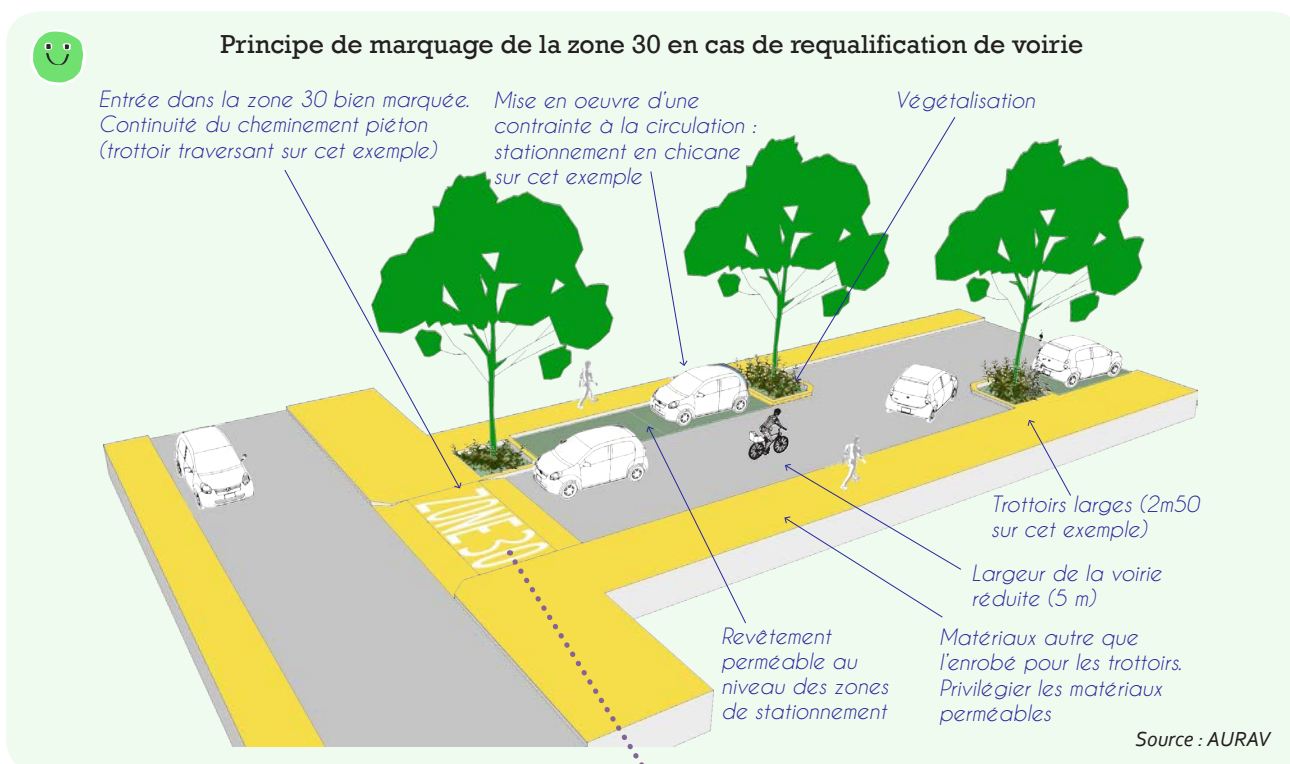 Principe de marquage de la zone 30 en cas de requalification de voirie
Entrée dans la zone 30 bien marquée.
Continuité du cheminement piéton
(trottoir traversant sur cet exemple)
Mise en oeuvre d'une
contrainte à la circulation :
stationnement en chicane
sur cet exemple
Végétalisation
ZONE 30
Trottoirs larges (2m50
sur cet exemple)
Largeur de la voirie
réduite (5 m)
Revêtement
perméable au
niveau des zones
de stationnement
Matériaux autre que
l'enrobé pour les trottoirs.
Privilégier les matériaux
perméables
Source : AURAV